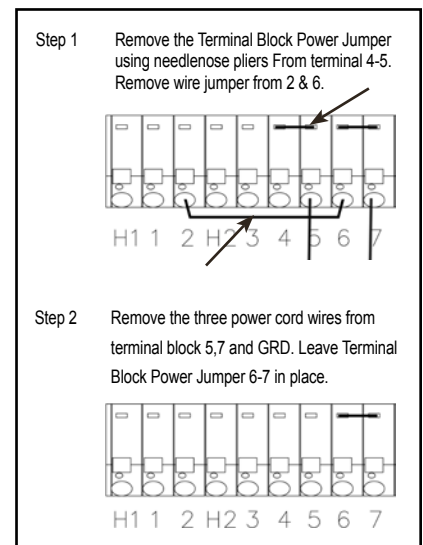 Step 1 Remove the Terminal Block Power Jumper
using needlenose pliers From terminal 4-5.
Remove wire jumper from 2 & 6.
H1 1 2 H2 3 4 5 6 7
Step 2 Remove the three power cord wires from
terminal block 5,7 and GRD. Leave Terminal
Block Power Jumper 6-7 in place.
H1 1 2 H2 3 4 5 6 7